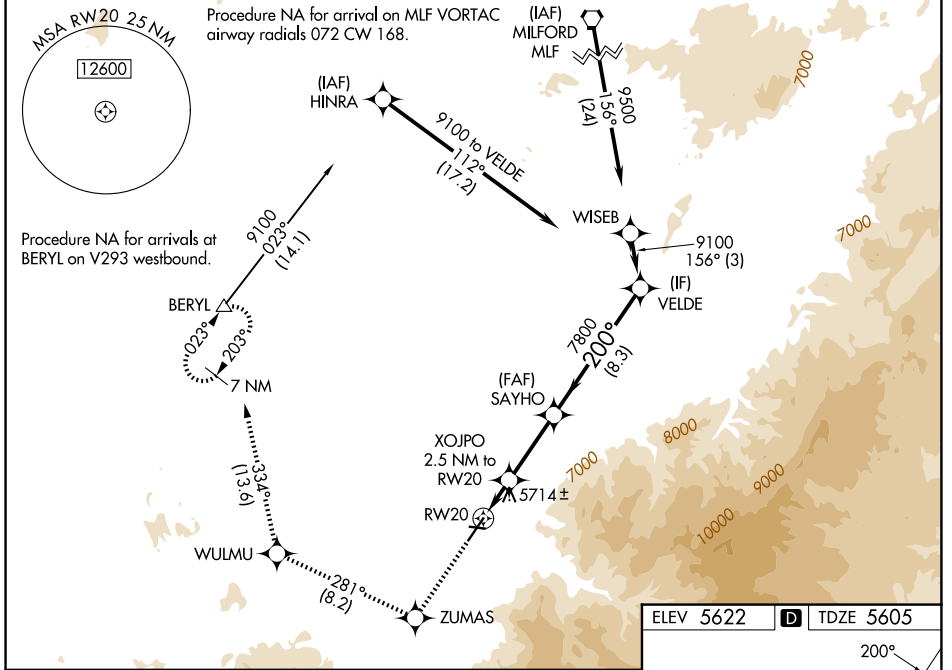 MSA RW20 25 NM
12600
Procedure NA for arrival on MLF VORTAC
airway radials 072 CW 168.
(IAF)
MILFORD
MLF
9500
156°
(24)
7000
(IAF)
HINRA
9100 to VELDE
112°
(17.2)
Procedure NA for arrivals at
BERYL on V293 westbound.
9100
023°
(14.1)
WISEB
9100
156° (3)
7000
(IF)
VELDE
BERYL
023°
203°
7 NM
7800
200°
(8.3)
(FAF)
SAYHO
XOJPO
2.5 NM to
RW20
5714 ±
RW20
7000
8000
9000
10000
334°
(13.6)
WULMU
281°
(8.2)
ZUMAS
ELEV 5622
D
TDZE 5605
200°